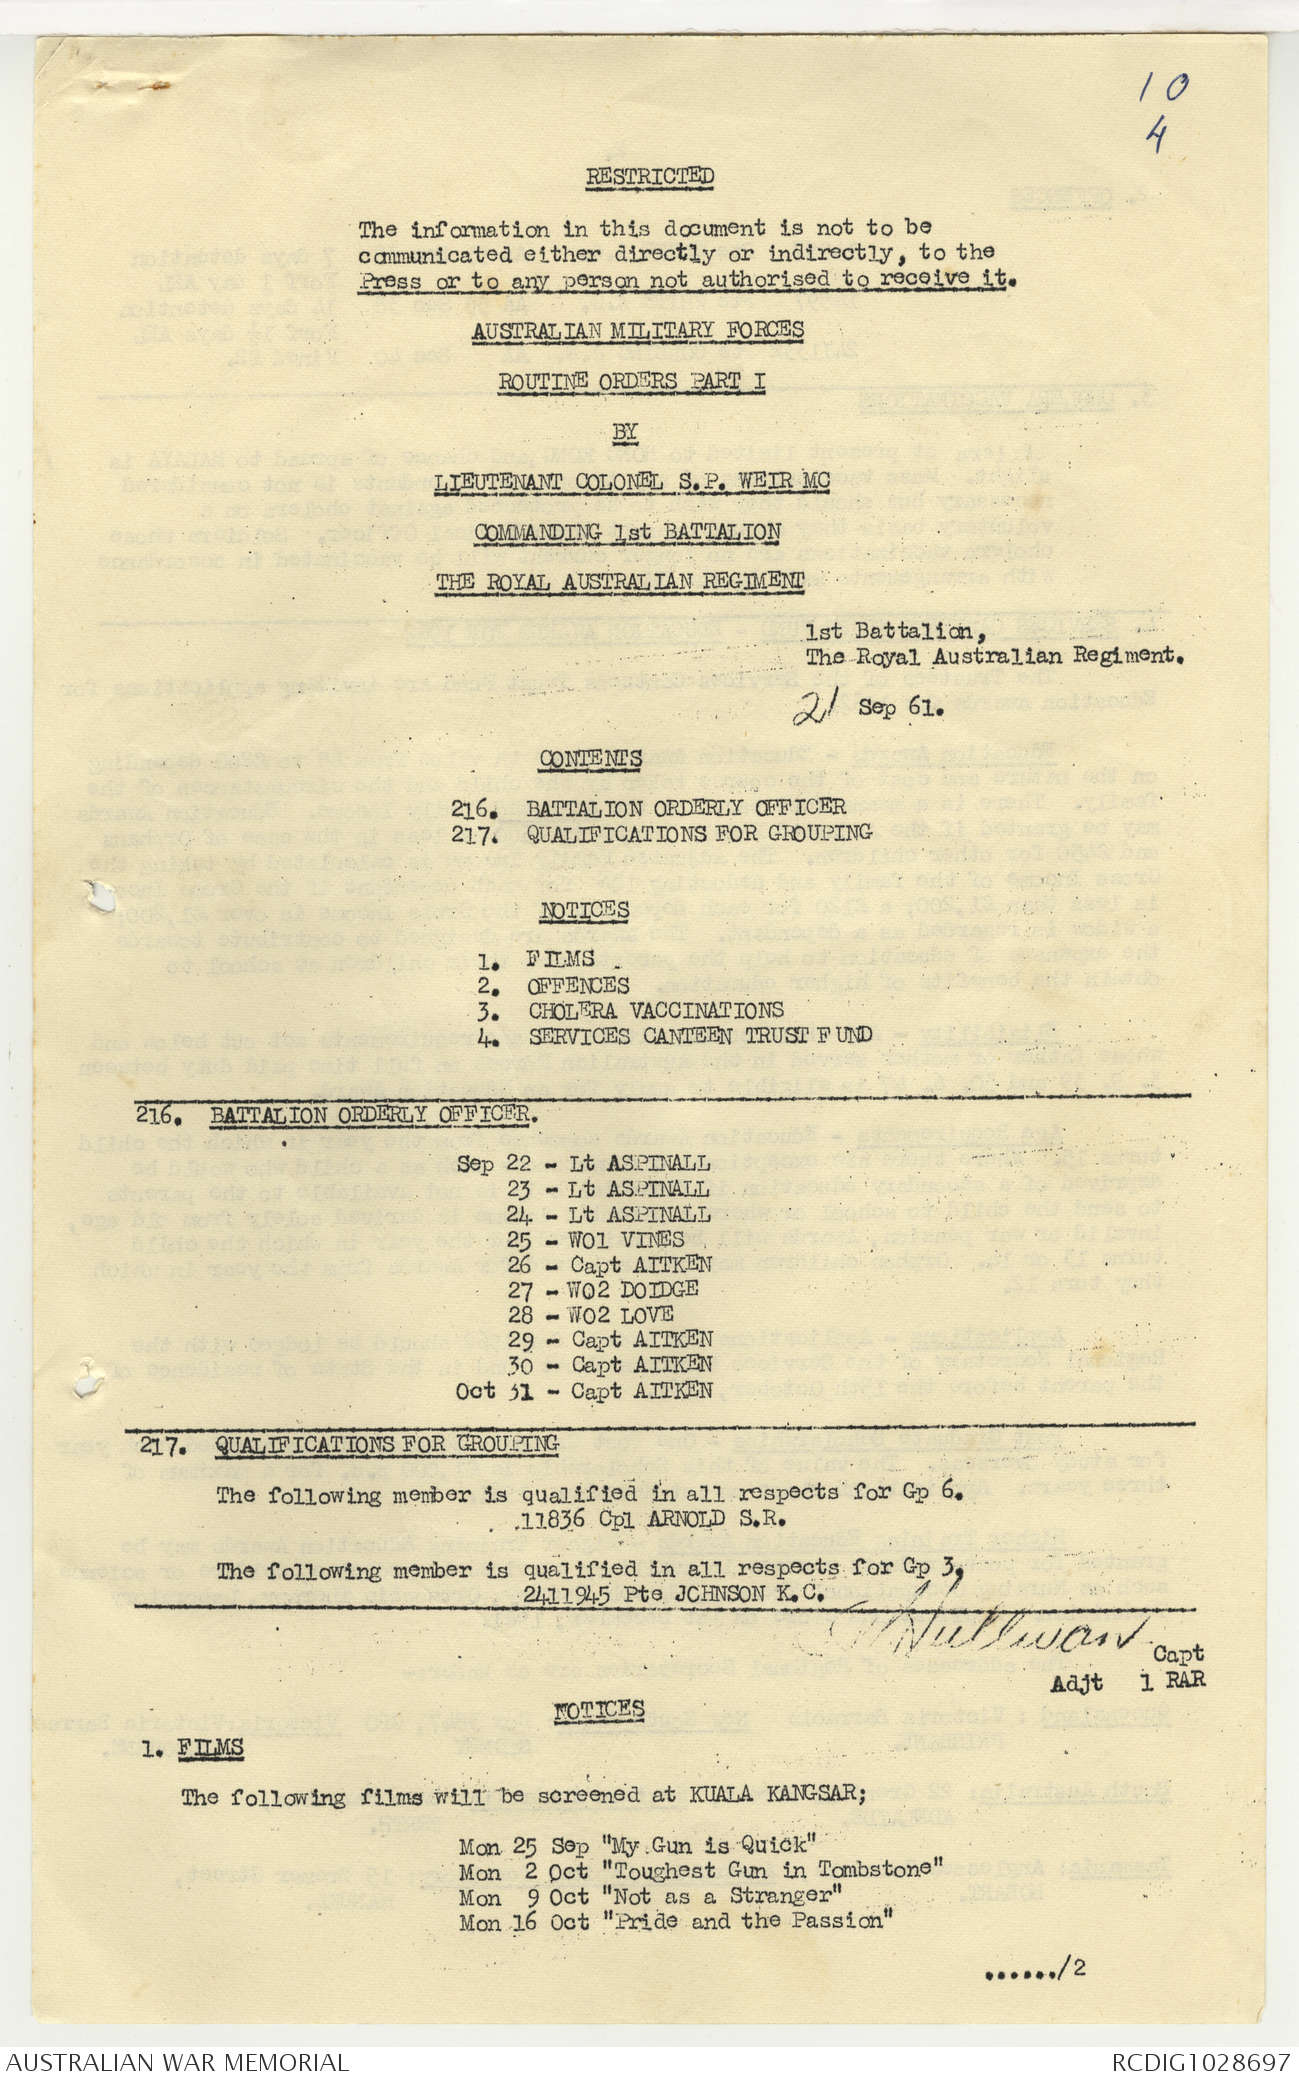 10
4
RESTRICTED
The information in this document is not to be
communicated either directly or indirectly, to the
Press or to any person not authorised to receive it.
AUSTRALIAN MILITARY FORCES
ROUTINE ORDERS PART I
BY
LIEUTENANT COLONEL S.P. WEIR MC
COMMANDING 1st BATTALION
THE ROYAL AUSTRALIAN REGIMENT
1st Battalion,
The Royal Australian Regiment.
21 Sep 61.
CONTENTS
216. BATTALION ORDERLY OFFICER
217. QUALIFICATIONS FOR GROUPING
NOTICES
1. FILMS
2. OFFENCES
3. CHOLERA VACCINATIONS
4. SERVICES CANTEEN TRUST FUND
216. BATTALION ORDERLY OFFICER.
Sep 22 - Lt ASPINALL
23 - Lt ASPINALL
24 - Lt ASPINALL
25 - WO1 VINES
26 - Capt AITKEN
27 - WO2 DOIDGE
28 - WO2 LOVE
29 - Capt AITKEN
30 - Capt AITKEN
Oct 31 - Capt AITKEN
217. QUALIFICATIONS FOR GROUPING
The following member is qualified in all respects for Gp 6.
11836 Cpl ARNOLD S.R.
The following member is qualified in all respects for Gp 3.
2411945 Pte JOHNSON K.C.
Capt
Adjt 1 RAR
NOTICES
1. FILMS
The following films will be screened at KUALA KANGSAR;
Mon 25 Sep "My Gun is Quick"
Mon 2 Oct "Toughest Gun in Tombstone"
Mon 9 Oct "Not as a Stranger"
Mon 16 Oct "Pride and the Passion"
....../2
AUSTRALIAN WAR MEMORIAL
RCDIG1028697